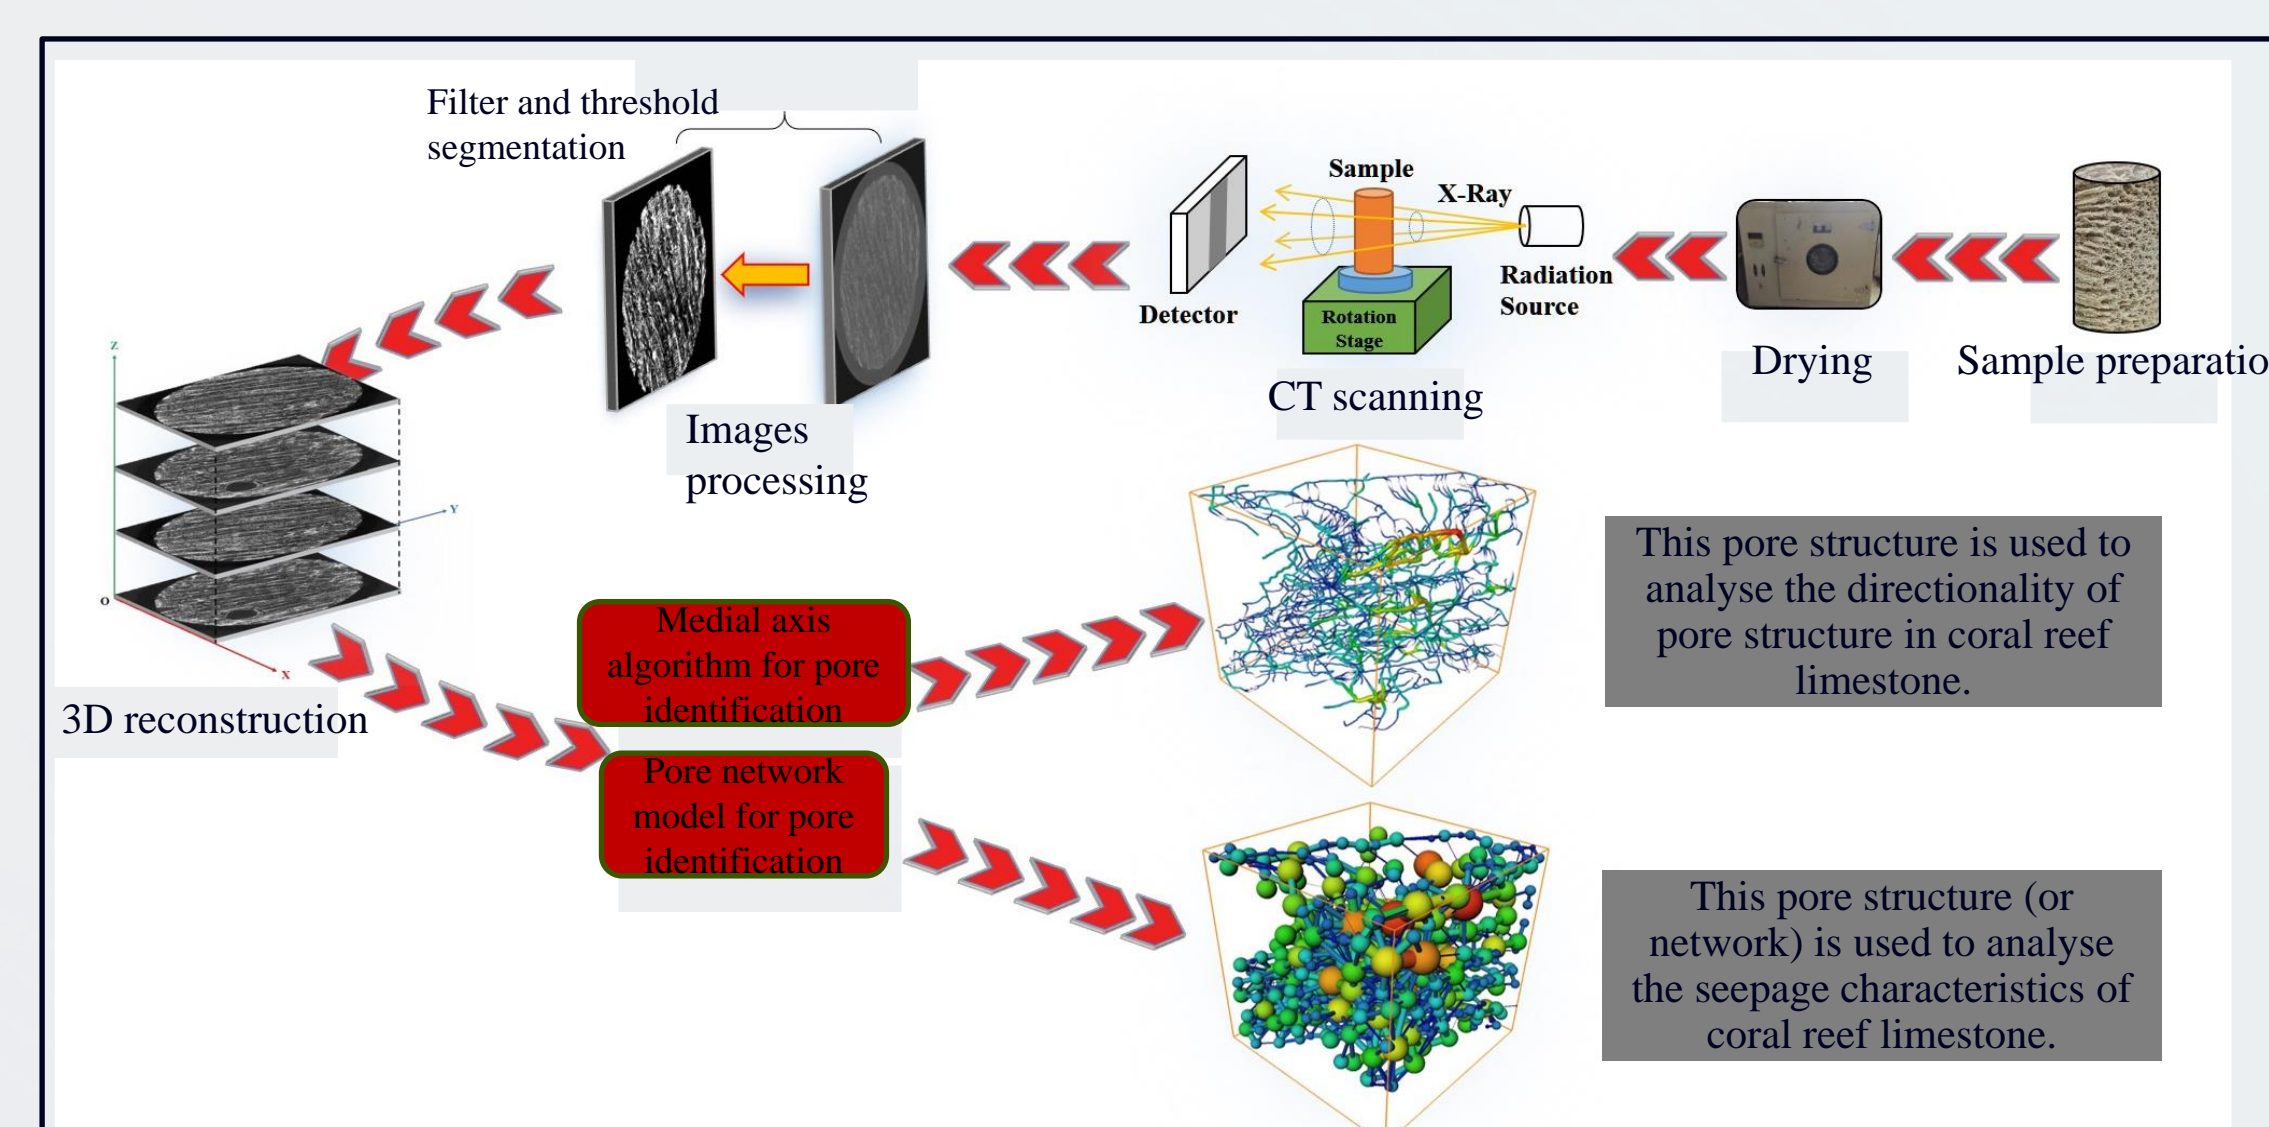 Filter and threshold
segmentation
Sample
X-Ray
Radiation
Source
Detector
Rotation
Stage
Drying
CT scanning
Images
processing
Z
Y
O
X
3D reconstruction
Medial axis
algorithm for pore
identification
Pore network
model for pore
identification
This pore structure is used to
analyse the directionality of
pore structure in coral reef
limestone.
This pore structure (or
network) is used to analyse
the seepage characteristics of
coral reef limestone.
Sample preparatio